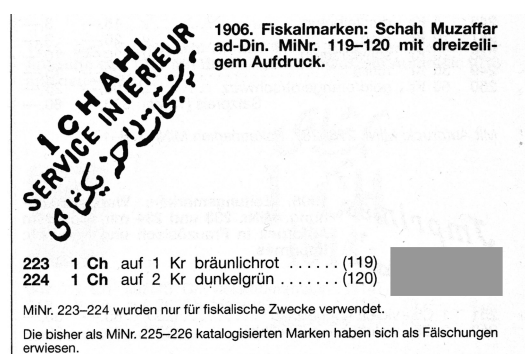 1 CHAHI
SERVICE INTERIEUR
1906. Fiskalmarken: Schah Muzaffar
ad-Din. MiNr. 119–120 mit dreizeili-
gem Aufdruck.
223 1 Ch auf 1 Kr bräunlichrot . . . . . . (119)
224 1 Ch auf 2 Kr dunkelgrün . . . . . . . (120)
MiNr. 223–224 wurden nur für fiskalische Zwecke verwendet.
Die bisher als MiNr. 225–226 katalogisierten Marken haben sich als Fälschungen
erwiesen.